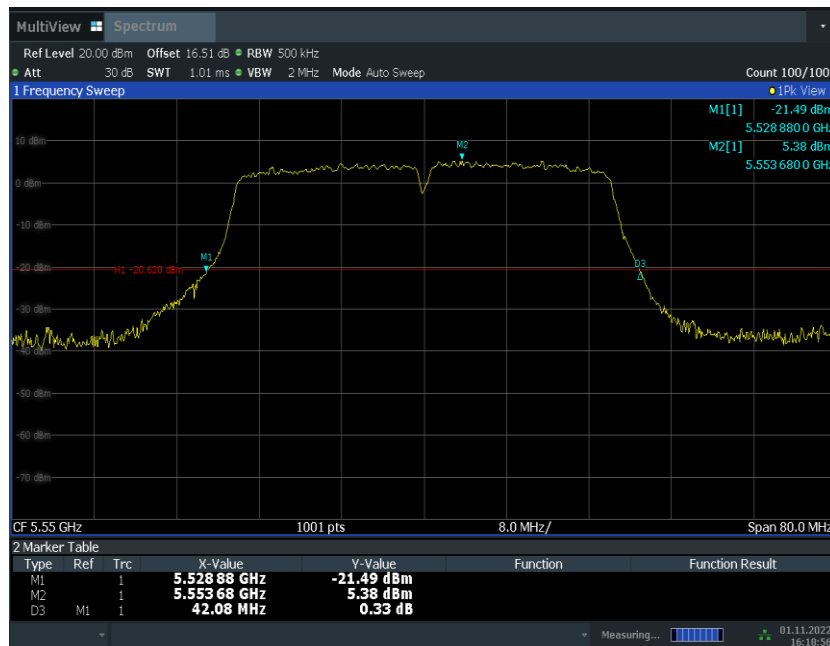 MultiView Spectrum
Ref Level 20.00 dBm Offset 16.51 dB RBW 500 kHz
Att 30 dB SWT 1.01 ms VBW 2 MHz Mode Auto Sweep Count 100/100
1 Frequency Sweep 1Pk View
M1[1] -21.49 dBm
5.528 880 0 GHz
M2[1] 5.38 dBm
5.553 680 0 GHz
10 dBm
M2
0 dBm
-10 dBm
M1
-20 dBm
H1 -20.620 dBm
D3
-30 dBm
-40 dBm
-50 dBm
-60 dBm
-70 dBm
CF 5.55 GHz 1001 pts 8.0 MHz/ Span 80.0 MHz
2 Marker Table
Type Ref Trc X-Value Y-Value Function Function Result
M1 1 5.528 88 GHz -21.49 dBm
M2 1 5.553 68 GHz 5.38 dBm
D3 M1 1 42.08 MHz 0.33 dB
Measuring... 01.11.2022
16:18:56